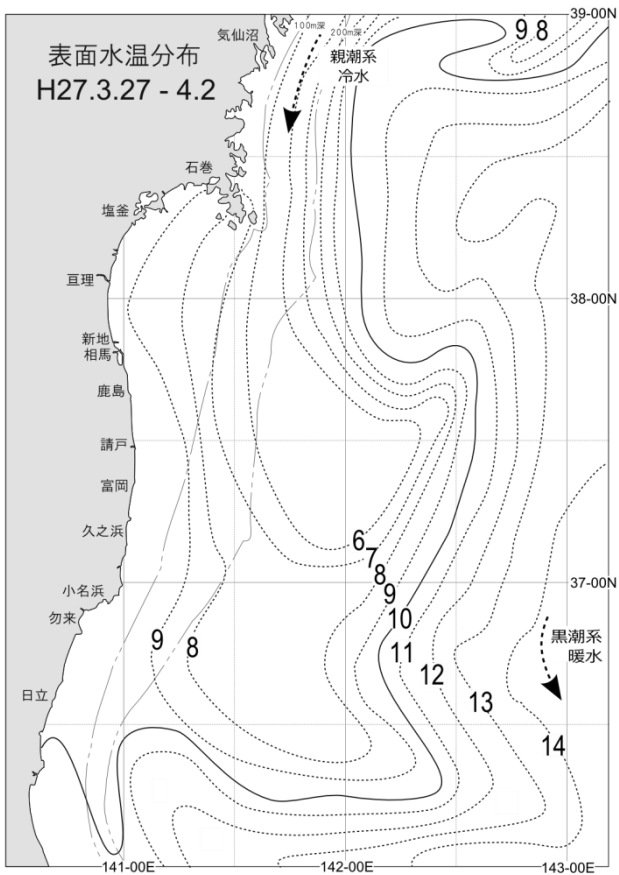 39-00N
気仙沼
100m深
200m深
9 8
表面水温分布
H27.3.27 - 4.2
親潮系
冷水
石巻
塩釜
亘理
38-00N
新地
相馬
鹿島
請戸
富岡
久之浜
6
7
8
9
10
11
12
13
14
37-00N
小名浜
勿来
9
8
黒潮系
暖水
日立
141-00E
142-00E
143-00E